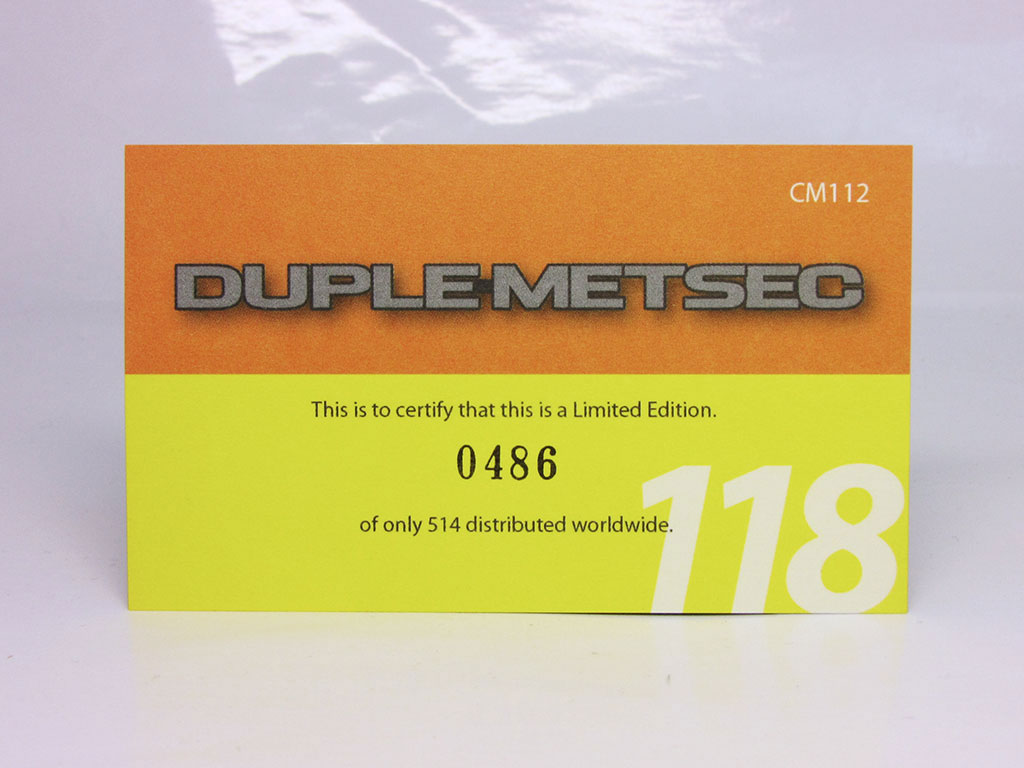 CM112
DUPLE-METSEC
This is to certify that this is a Limited Edition.
0486
of only 514 distributed worldwide.
118